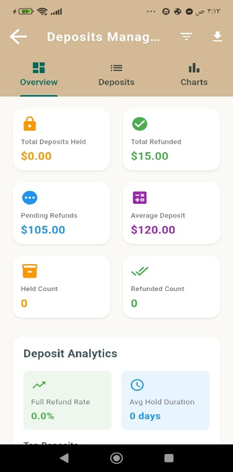 ٣:١٢ ص
Deposits Manag...
Overview
Deposits
Charts
Total Deposits Held
$0.00
Total Refunded
$15.00
Pending Refunds
$105.00
Average Deposit
$120.00
Held Count
0
Refunded Count
0
Deposit Analytics
Full Refund Rate
0.0%
Avg Hold Duration
0 days